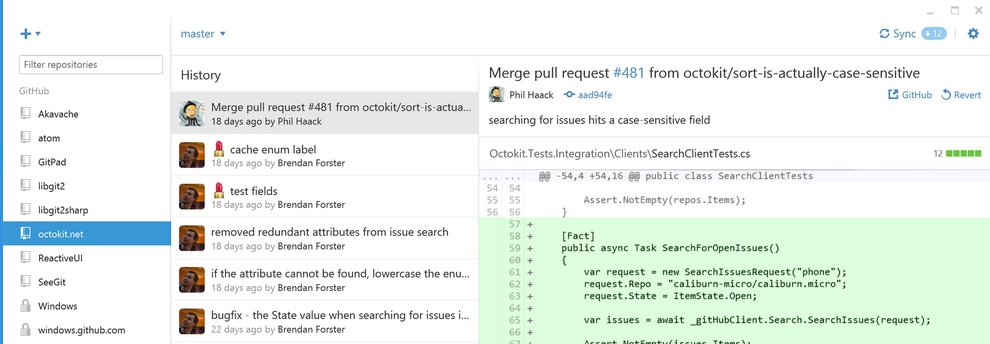 master
Sync 12
Filter repositories
GitHub
Akavache
atom
GitPad
libgit2
libgit2sharp
octokit.net
ReactiveUI
SeeGit
Windows
windows.github.com
History
Merge pull request #481 from octokit/sort-is-actua...
18 days ago by Phil Haack
cache enum label
18 days ago by Brendan Forster
test fields
18 days ago by Brendan Forster
removed redundant attributes from issue search
18 days ago by Brendan Forster
if the attribute cannot be found, lowercase the enu...
18 days ago by Brendan Forster
bugfix - the State value when searching for issues i...
22 days ago by Brendan Forster
Merge pull request #481 from octokit/sort-is-actually-case-sensitive
Phil Haack aad94fe GitHub Revert
searching for issues hits a case-sensitive field
Octokit.Tests.Integration\Clients\SearchClientTests.cs 12
... ... @@ -54,4 +54,16 @@ public class SearchClientTests
54 54
55 55 Assert.NotEmpty(repos.Items);
56 56 }
57 +
58 + [Fact]
59 + public async Task SearchForOpenIssues()
60 + {
61 + var request = new SearchIssuesRequest("phone");
62 + request.Repo = "caliburn-micro/caliburn.micro";
63 + request.State = ItemState.Open;
64 +
65 + var issues = await _gitHubClient.Search.SearchIssues(request);
66 +
67 + Assert.NotEmpty(issues.Items);